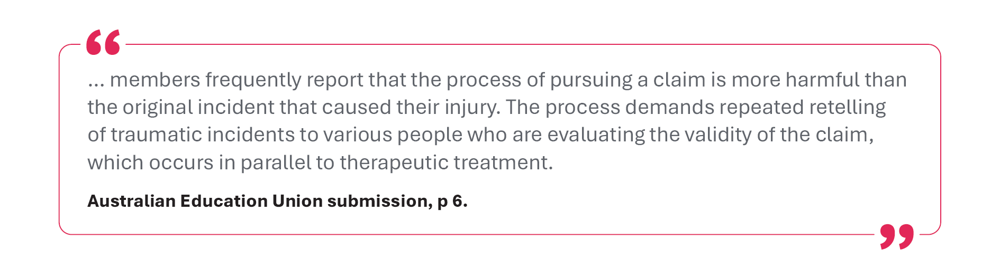 “
... members frequently report that the process of pursuing a claim is more harmful than
the original incident that caused their injury. The process demands repeated retelling
of traumatic incidents to various people who are evaluating the validity of the claim,
which occurs in parallel to therapeutic treatment.
Australian Education Union submission, p 6.
”